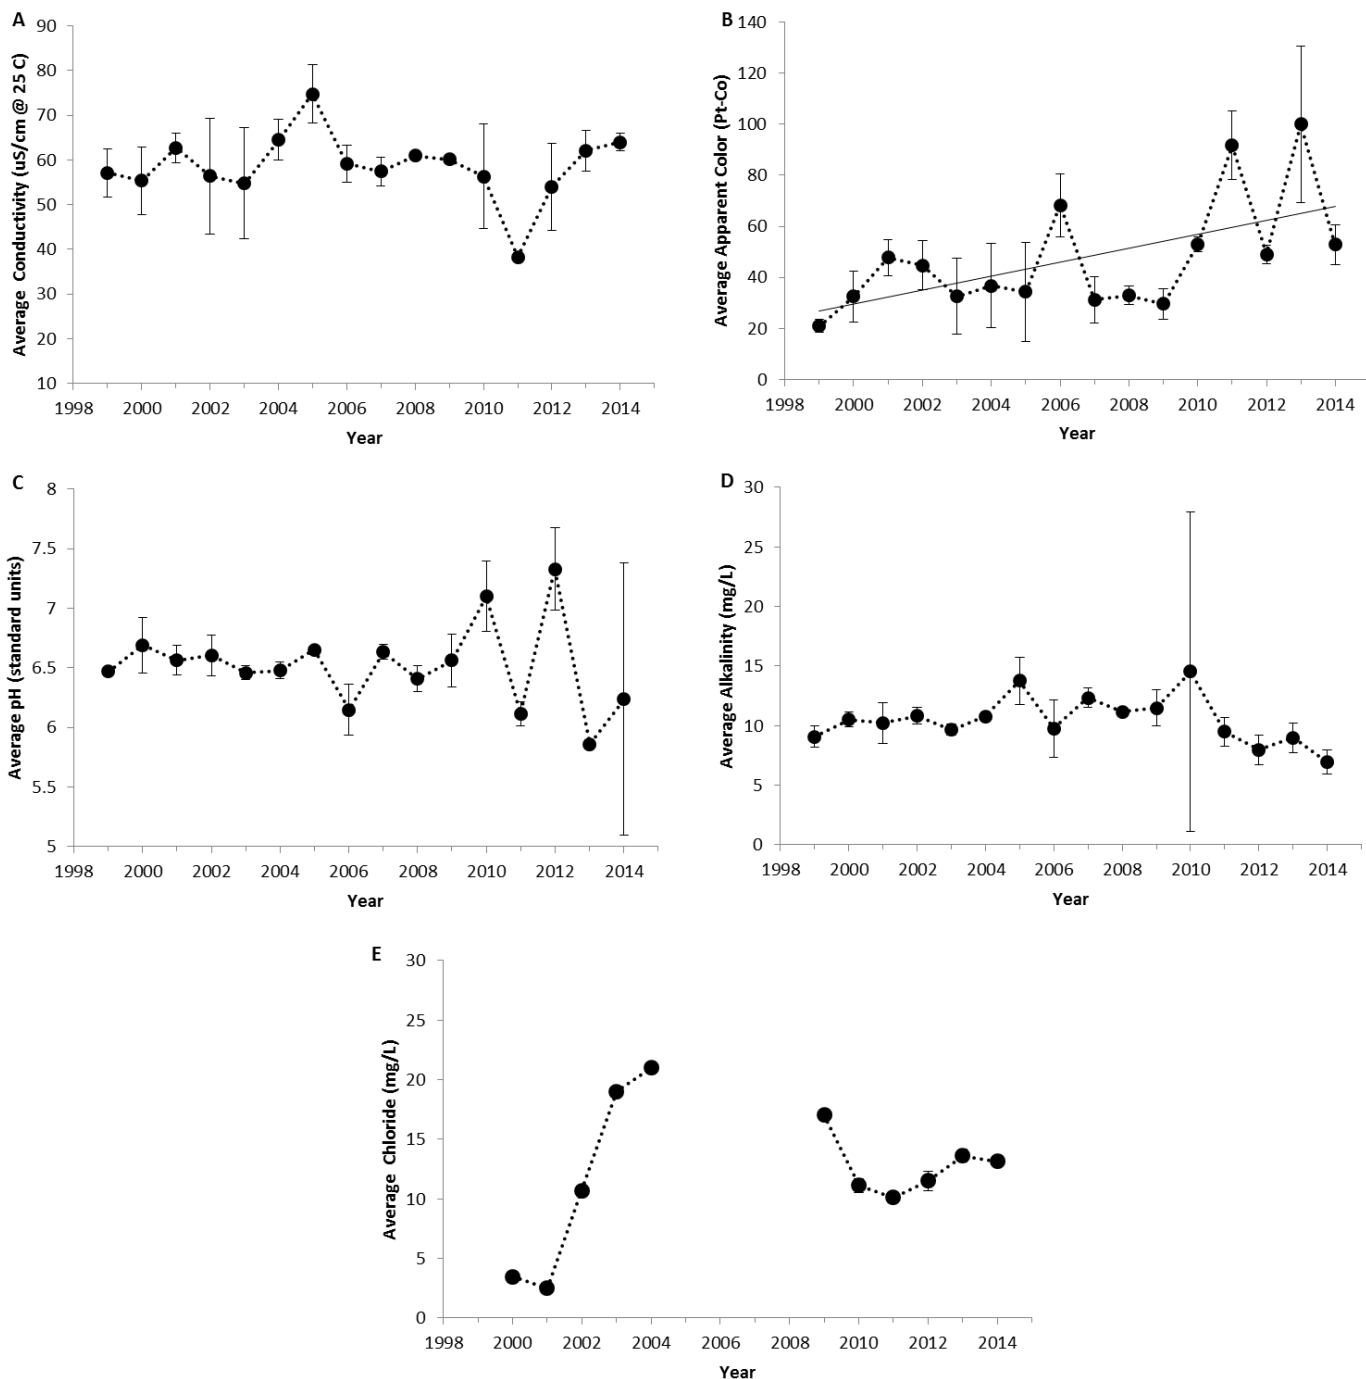 A
90
80
70
60
50
40
30
20
10
Average Conductivity (uS/cm @ 25 C)
1998 2000 2002 2004 2006 2008 2010 2012 2014
Year
B
140
120
100
80
60
40
20
0
Average Apparent Color (Pt-Co)
1998 2000 2002 2004 2006 2008 2010 2012 2014
Year
C
8
7.5
7
6.5
6
5.5
5
Average pH (standard units)
1998 2000 2002 2004 2006 2008 2010 2012 2014
Year
D
30
25
20
15
10
5
0
Average Alkalinity (mg/L)
1998 2000 2002 2004 2006 2008 2010 2012 2014
Year
E
30
25
20
15
10
5
0
Average Chloride (mg/L)
1998 2000 2002 2004 2006 2008 2010 2012 2014
Year